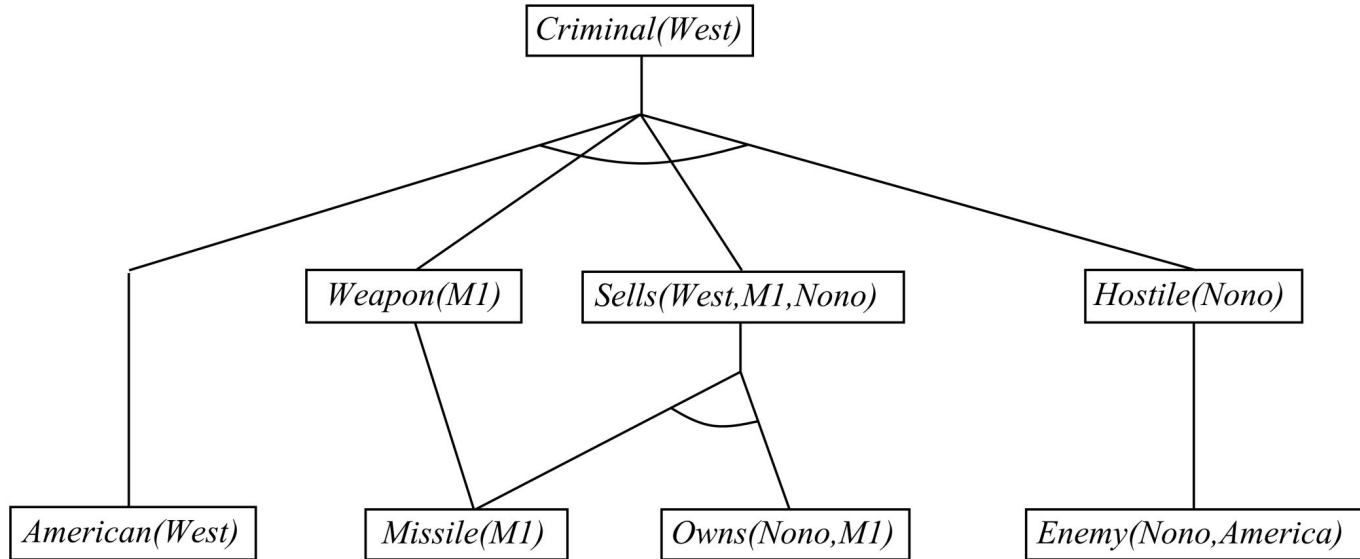 Criminal(West)
Weapon(M1)
Sells(West,M1,Nono)
Hostile(Nono)
American(West)
Missile(M1)
Owns(Nono,M1)
Enemy(Nono,America)